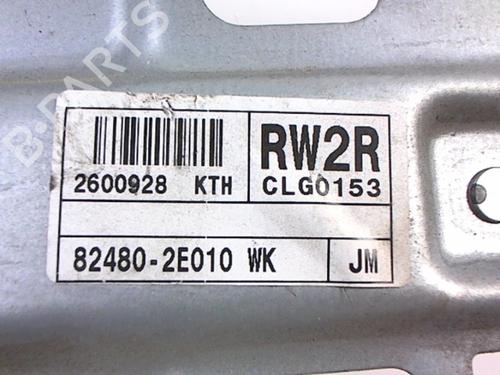 B-PARTS
RW2R
2600928 KTH
CLG0153
82480-2E010 WK
JM